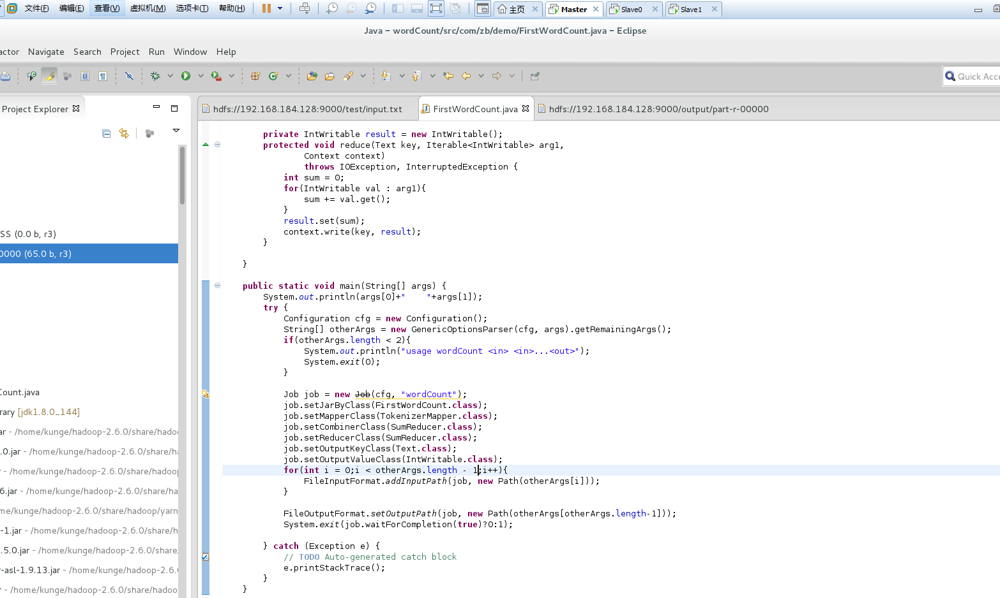 文件(F) 编辑(E) 查看(V) 虚拟机(M) 选项卡(T) 帮助(H) 主页 Master Slave0 Slave1
Java - wordCount/src/com/zb/demo/FirstWordCount.java - Eclipse
actor Navigate Search Project Run Window Help
Quick Acce
Project Explorer
hdfs://192.168.184.128:9000/test/input.txt FirstWordCount.java hdfs://192.168.184.128:9000/output/part-r-00000
SS (0.0 b, r3)
0000 (65.0 b, r3)
Count.java
rary [jdk1.8.0_144]
ar - /home/kunge/hadoop-2.6.0/share/hado
.0.jar - /home/kunge/hadoop-2.6.0/share/ha
r - /home/kunge/hadoop-2.6.0/share/hadoo
6.jar - /home/kunge/hadoop-2.6.0/share/ha
me/kunge/hadoop-2.6.0/share/hadoop/yarn
-1.jar - /home/kunge/hadoop-2.6.0/share/h
.5.0.jar - /home/kunge/hadoop-2.6.0/share/
r-asl-1.9.13.jar - /home/kunge/hadoop-2.6.0
r - /home/kunge/hadoop-2.6.0/share/hadoo
private IntWritable result = new IntWritable();
protected void reduce(Text key, Iterable<IntWritable> arg1,
Context context)
throws IOException, InterruptedException {
int sum = 0;
for(IntWritable val : arg1){
sum += val.get();
}
result.set(sum);
context.write(key, result);
}
}
public static void main(String[] args) {
System.out.println(args[0]+"    "+args[1]);
try {
Configuration cfg = new Configuration();
String[] otherArgs = new GenericOptionsParser(cfg, args).getRemainingArgs();
if(otherArgs.length < 2){
System.out.println("usage wordCount <in> <in>...<out>");
System.exit(0);
}
Job job = new Job(cfg, "wordCount");
job.setJarByClass(FirstWordCount.class);
job.setMapperClass(TokenizerMapper.class);
job.setCombinerClass(SumReducer.class);
job.setReducerClass(SumReducer.class);
job.setOutputKeyClass(Text.class);
job.setOutputValueClass(IntWritable.class);
for(int i = 0;i < otherArgs.length - 1;i++){
FileInputFormat.addInputPath(job, new Path(otherArgs[i]));
}
FileOutputFormat.setOutputPath(job, new Path(otherArgs[otherArgs.length-1]));
System.exit(job.waitForCompletion(true)?0:1);
} catch (Exception e) {
// TODO Auto-generated catch block
e.printStackTrace();
}
}